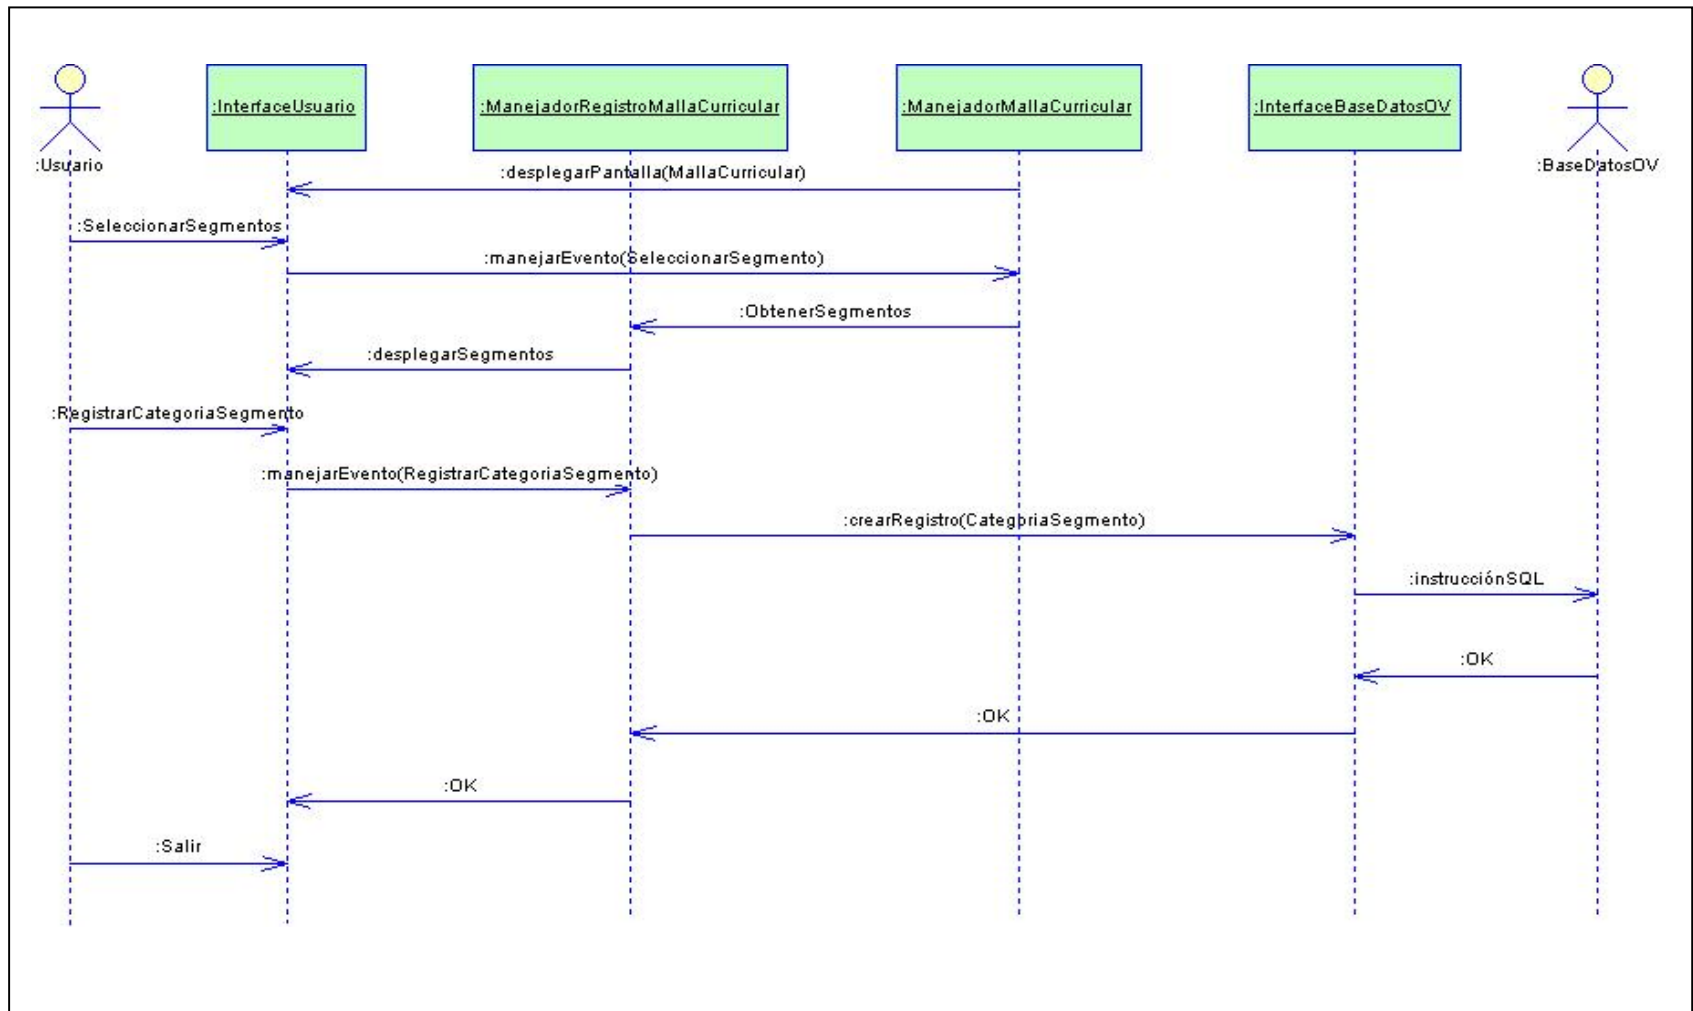 :InterfaceUsuario
:ManejadorRegistroMallaCurricular
:ManejadorMallaCurricular
:InterfaceBaseDatosOV
:Usuario
:BaseDatosOV
:desplegarPantalla(MallaCurricular)
:SeleccionarSegmentos
:manejarEvento(SeleccionarSegmento)
:ObtenerSegmentos
:desplegarSegmentos
:RegistrarCategoriaSegmento
:manejarEvento(RegistrarCategoriaSegmento)
:crearRegistro(CategoriaSegmento)
:instrucciónSQL
:OK
:OK
:OK
:Salir